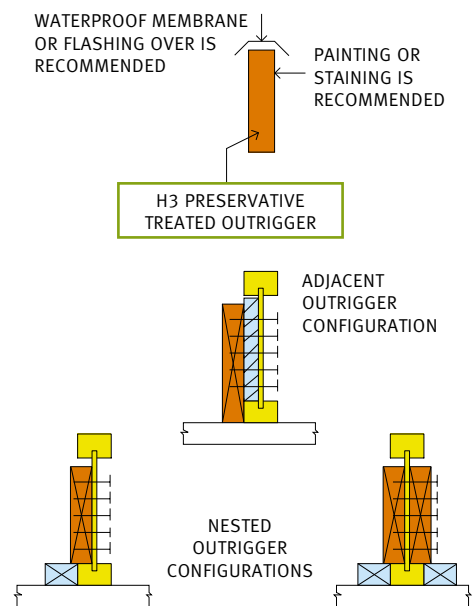 WATERPROOF MEMBRANE
OR FLASHING OVER IS
RECOMMENDED
PAINTING OR
STAINING IS
RECOMMENDED
H3 PRESERVATIVE
TREATED OUTRIGGER
ADJACENT
OUTRIGGER
CONFIGURATION
NESTED
OUTRIGGER
CONFIGURATIONS